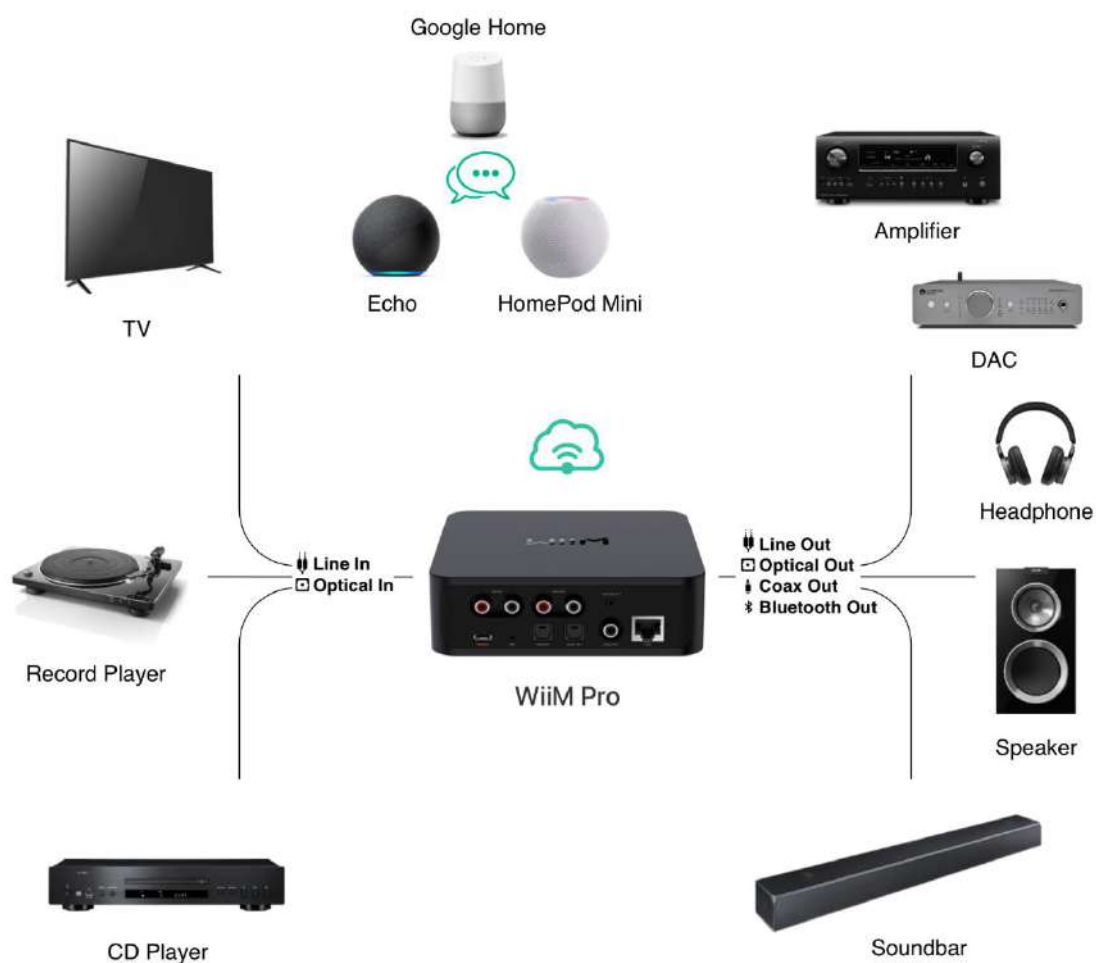 Google Home
Echo
HomePod Mini
TV
Amplifier
DAC
Headphone
Line In
Optical In
Line Out
Optical Out
Coax Out
Bluetooth Out
WiiM
WiiM Pro
Record Player
Speaker
CD Player
Soundbar